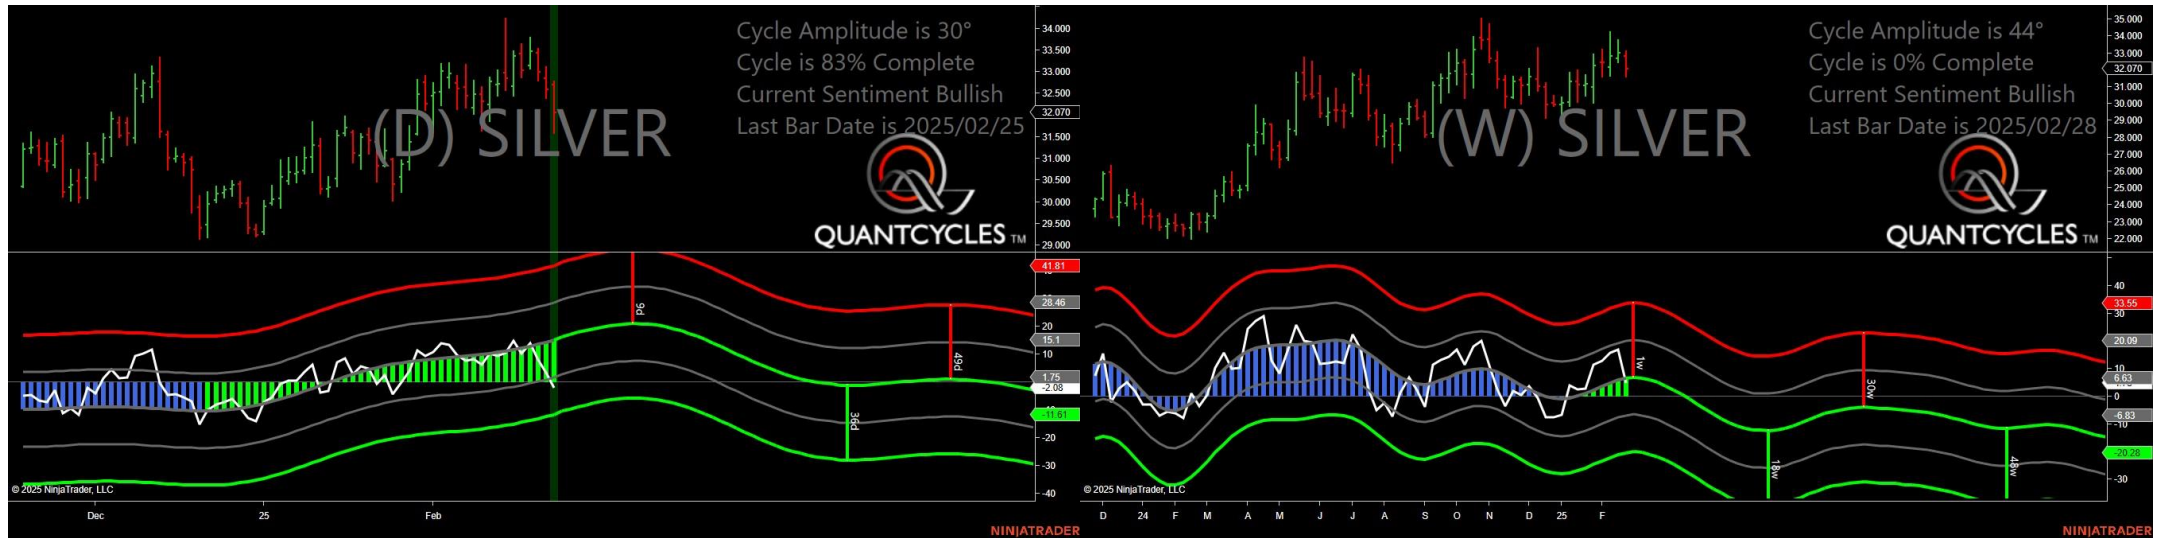 Cycle Amplitude is 30°
Cycle is 83% Complete
Current Sentiment Bullish
Last Bar Date is 2025/02/25
(D) SILVER
QUANTCYCLES TM
34.000
33.500
33.000
32.500
32.070
31.500
31.000
30.500
30.000
29.500
29.000
41.81
28.46
20
15.1
10
1.75
-2.08
-11.61
-20
-30
-40
9d
49d
36d
© 2025 NinjaTrader, LLC
Dec
25
Feb
NINJATRADER
Cycle Amplitude is 44°
Cycle is 0% Complete
Current Sentiment Bullish
Last Bar Date is 2025/02/28
(W) SILVER
QUANTCYCLES TM
35.000
34.000
33.000
32.070
31.000
30.000
29.000
28.000
27.000
26.000
25.000
24.000
23.000
22.000
40
33.55
30
20.09
10
6.63
0
-6.83
-10
-20.28
-30
1w
30w
18w
48w
© 2025 NinjaTrader, LLC
D 24 F M A M J J A S O N D 25 F
NINJATRADER